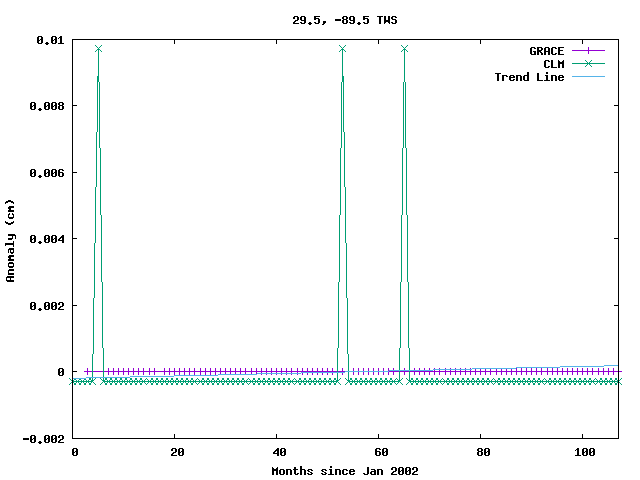 29.5, -89.5 TWS
0.01
GRACE
CLM
Trend Line
0.008
0.006
0.004
0.002
0
-0.002
Anomaly (cm)
0 20 40 60 80 100
Months since Jan 2002